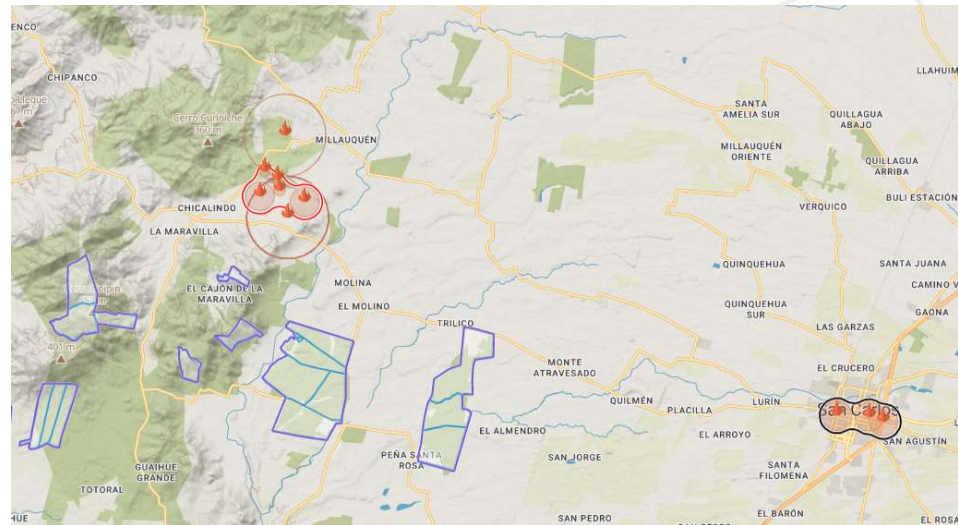 ENCO
CHIPANCO
Cerro Curiniche
360 m
MILLAUQUÉN
LLAHUIM
SANTA
AMELIA SUR
QUILLAGUA
ABAJO
MILLAUQUÉN
ORIENTE
QUILLAGUA
ARRIBA
BULI ESTACIÓN
VERQUICO
CHICALINDO
LA MARAVILLA
QUINQUEHUA
SANTA JUANA
MOLINA
EL CAJÓN DE LA
MARAVILLA
CAMINO V
EL MOLINO
QUINQUEHUA
SUR
GAONA
TRILICO
LAS GARZAS
MONTE
ATRAVESADO
EL CRUCERO
QUILMÉN
PLACILLA
LURÍN
San Carlos
EL ALMENDRO
EL ARROYO
SAN AGUSTÍN
PEÑA SANTA
ROSA
SAN JORGE
SANTA
FILOMENA
GUAIHUE
GRANDE
TOTORAL
HUE
SAN PEDRO
EL BARÓN
EL ROSA